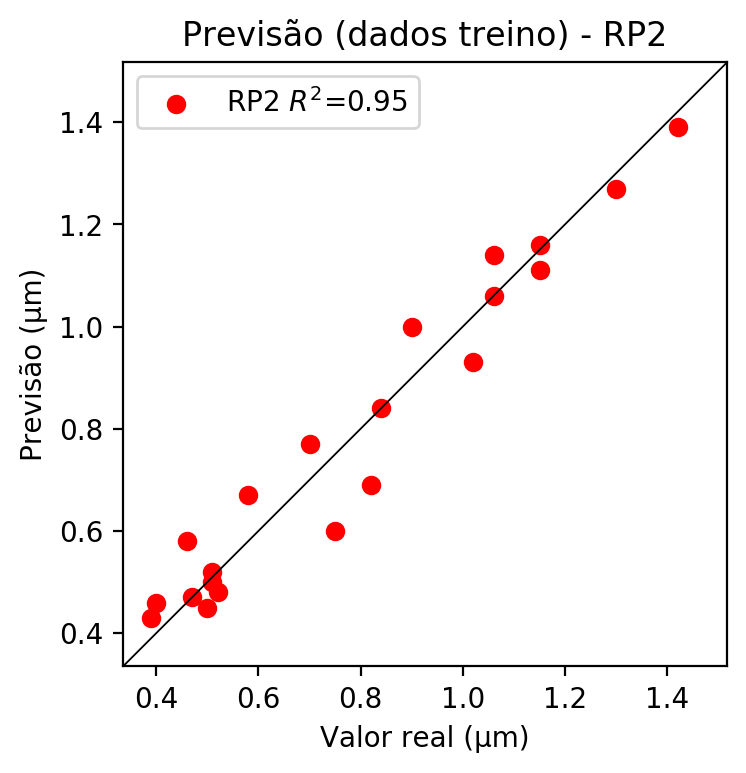 Previsão (dados treino) - RP2
RP2 R²=0.95
Previsão (μm)
1.4
1.2
1.0
0.8
0.6
0.4
0.4 0.6 0.8 1.0 1.2 1.4
Valor real (μm)